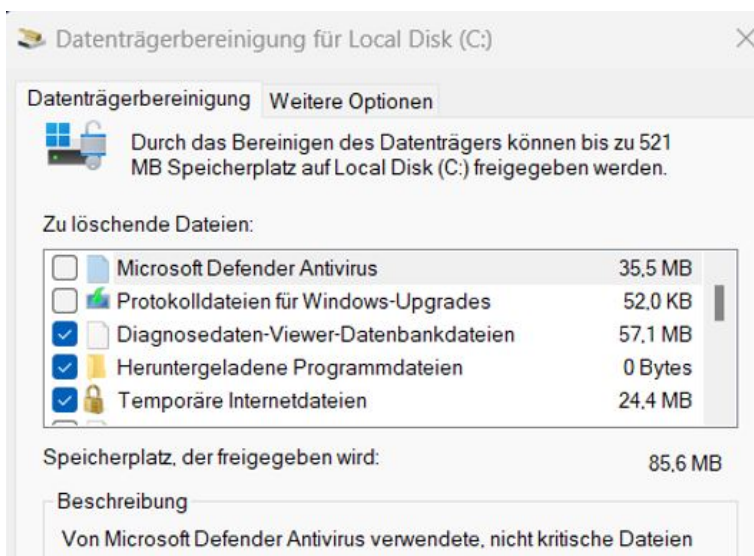 Datenträgerbereinigung für Local Disk (C:)
Datenträgerbereinigung Weitere Optionen
Durch das Bereinigen des Datenträgers können bis zu 521
MB Speicherplatz auf Local Disk (C:) freigegeben werden.
Zu löschende Dateien:
Microsoft Defender Antivirus 35,5 MB
Protokolldateien für Windows-Upgrades 52,0 KB
Diagnosedaten-Viewer-Datenbankdateien 57,1 MB
Heruntergeladene Programmdateien 0 Bytes
Temporäre Internetdateien 24,4 MB
Speicherplatz, der freigegeben wird: 85,6 MB
Beschreibung
Von Microsoft Defender Antivirus verwendete, nicht kritische Dateien